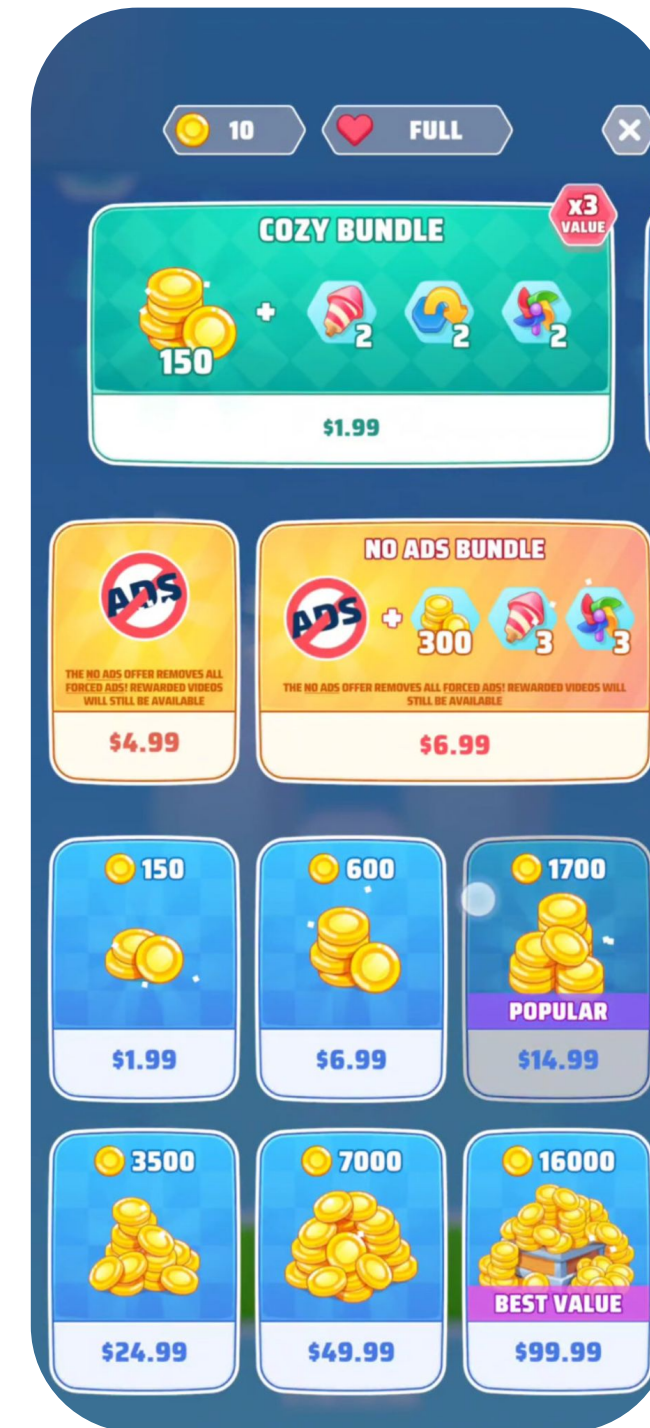 10
FULL
x3
VALUE
COZY BUNDLE
150
2
2
2
$1.99
ADS
THE NO ADS OFFER REMOVES ALL
FORCED ADS! REWARDED VIDEOS
WILL STILL BE AVAILABLE
$4.99
NO ADS BUNDLE
ADS
300
3
3
THE NO ADS OFFER REMOVES ALL FORCED ADS! REWARDED VIDEOS WILL
STILL BE AVAILABLE
$6.99
150
$1.99
600
$6.99
1700
POPULAR
$14.99
3500
$24.99
7000
$49.99
16000
BEST VALUE
$99.99